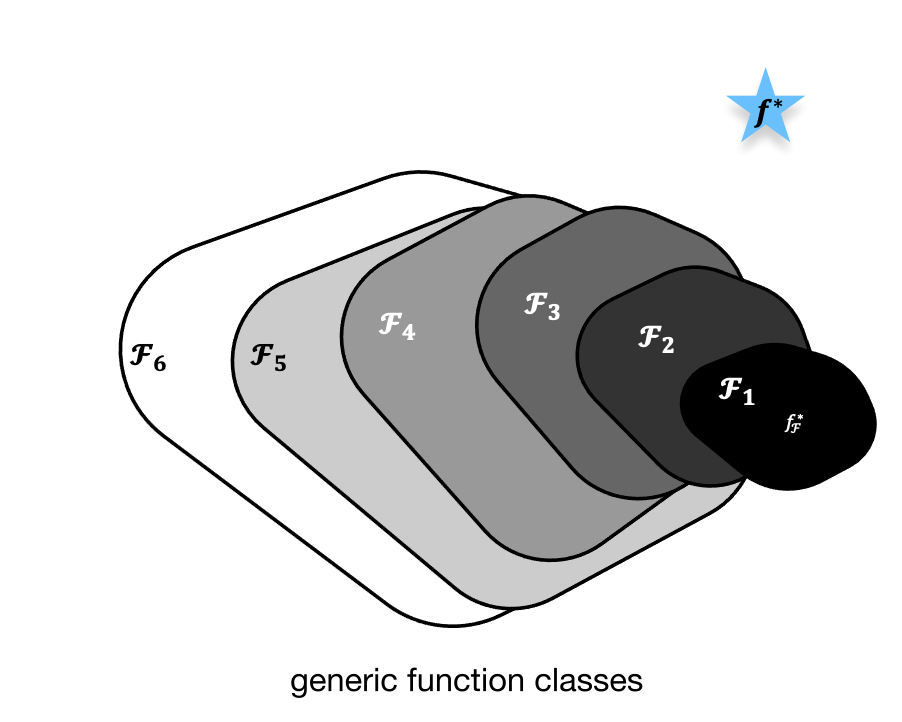 f*
ℱ₆
ℱ₅
ℱ₄
ℱ₃
ℱ₂
ℱ₁
f*ℱ
generic function classes